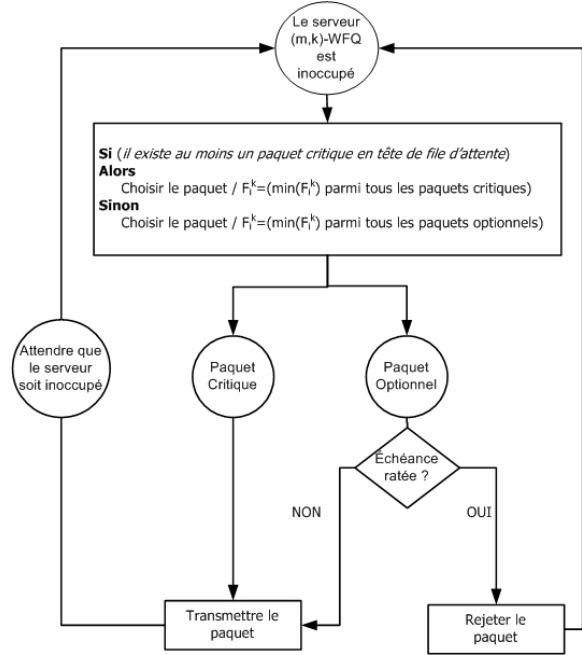 Le serveur
(m,k)-WFQ
est
inoccupé
Si (il existe au moins un paquet critique en tête de file d'attente)
Alors
Choisir le paquet / Fᵢᵏ=(min(Fᵢᵏ) parmi tous les paquets critiques)
Sinon
Choisir le paquet / Fᵢᵏ=(min(Fᵢᵏ) parmi tous les paquets optionnels)
Attendre que
le serveur
soit inoccupé
Paquet
Critique
Paquet
Optionnel
Échéance
ratée ?
NON
OUI
Transmettre le
paquet
Rejeter le
paquet